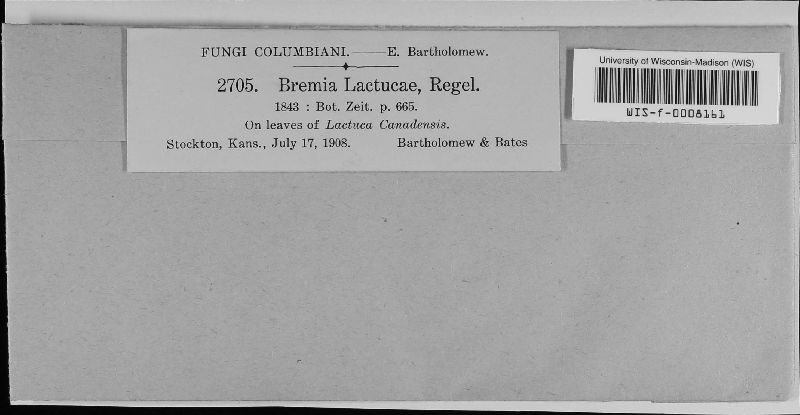 FUNGI COLUMBIANI.——E. Bartholomew.
2705. Bremia Lactucae, Regel.
1843 : Bot. Zeit. p. 665.
On leaves of Lactuca Canadensis.
Stockton, Kans., July 17, 1908. Bartholomew & Bates
University of Wisconsin-Madison (WIS)
WIS-f-0008161